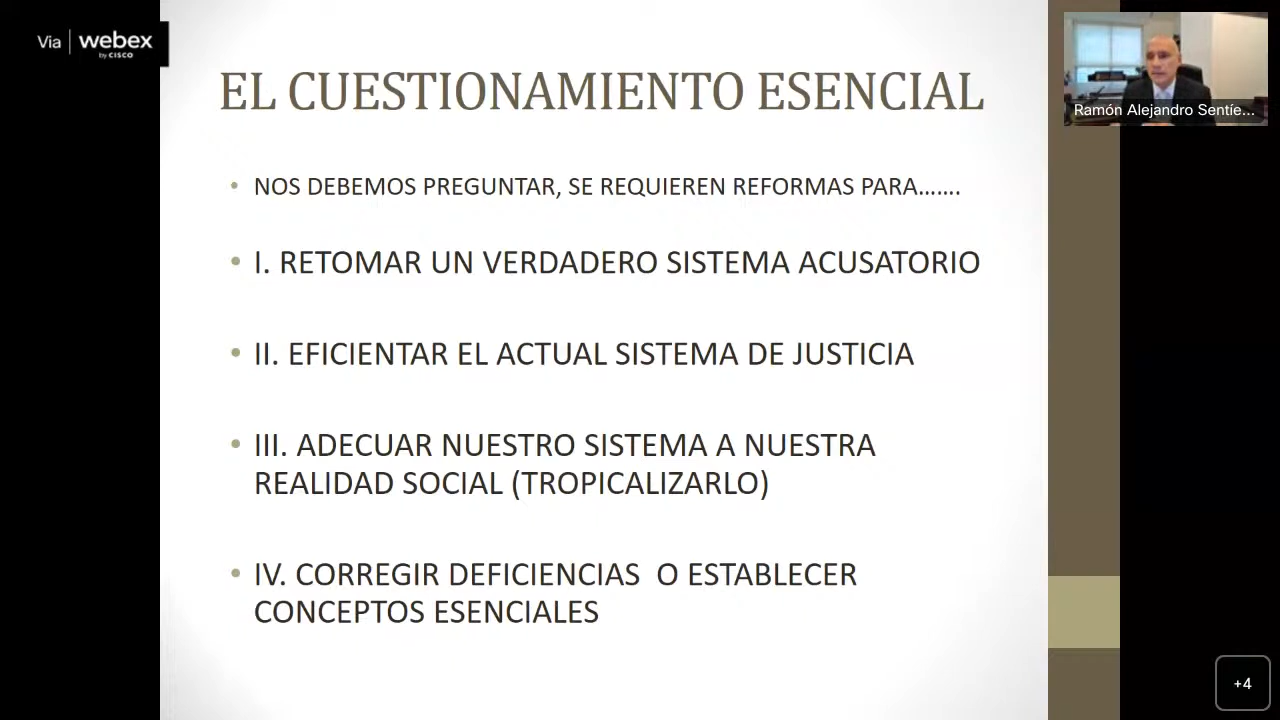 Via webex
by CISCO
Ramón Alejandro Sentíe...
EL CUESTIONAMIENTO ESENCIAL
• NOS DEBEMOS PREGUNTAR, SE REQUIEREN REFORMAS PARA.......
• I. RETOMAR UN VERDADERO SISTEMA ACUSATORIO
• II. EFICIENTAR EL ACTUAL SISTEMA DE JUSTICIA
• III. ADECUAR NUESTRO SISTEMA A NUESTRA
REALIDAD SOCIAL (TROPICALIZARLO)
• IV. CORREGIR DEFICIENCIAS  O ESTABLECER
CONCEPTOS ESENCIALES
+4